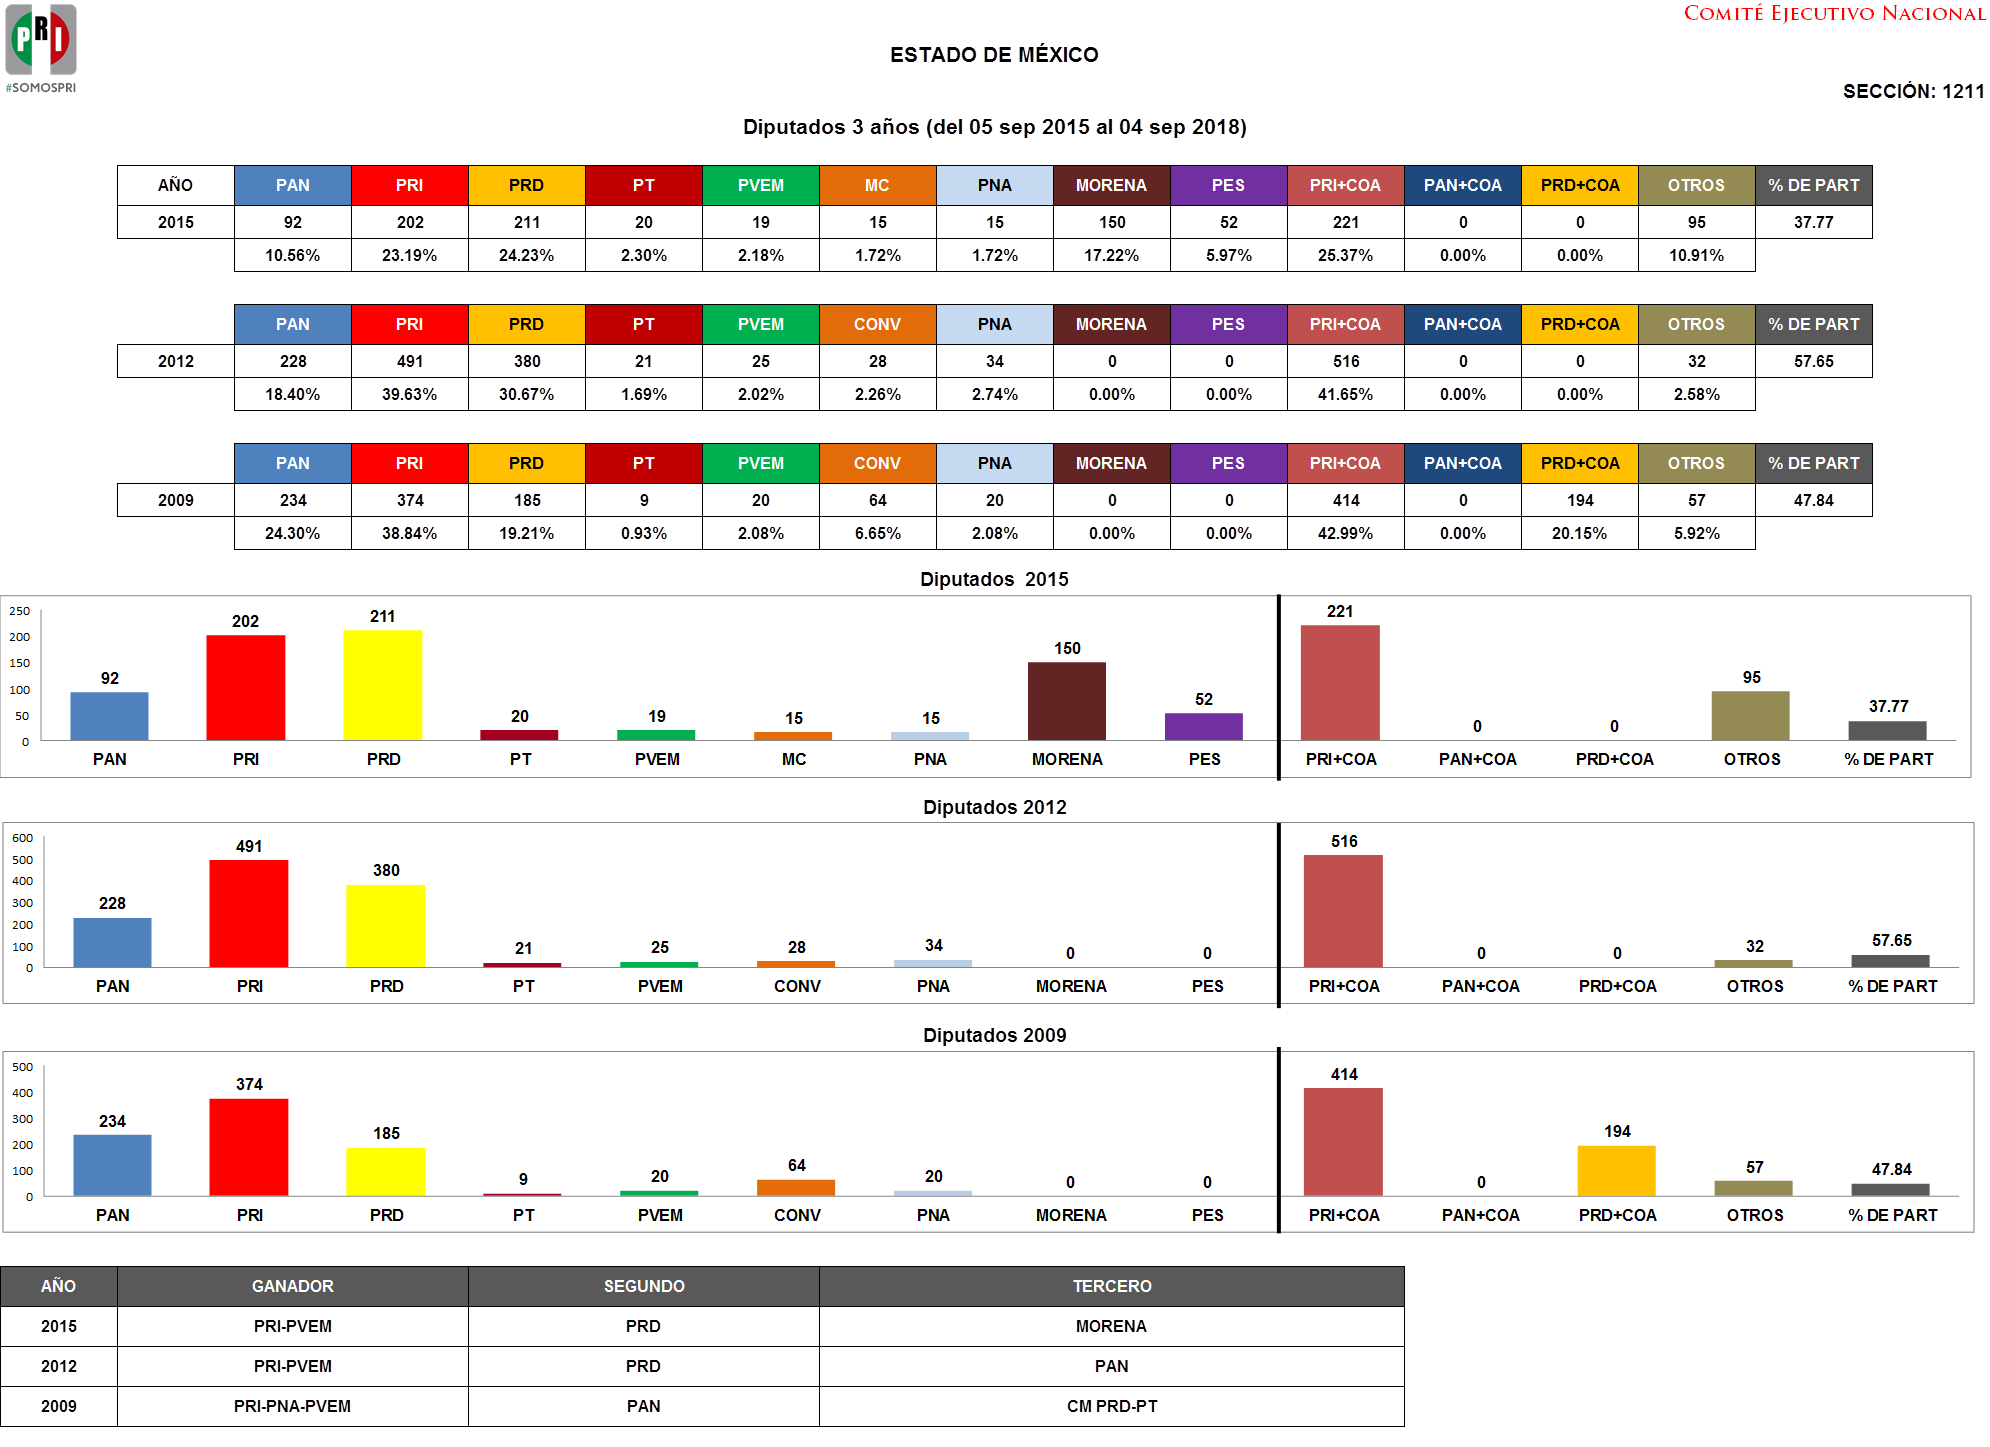 PRI
#SOMOSPRI
COMITÉ EJECUTIVO NACIONAL
ESTADO DE MÉXICO
SECCIÓN: 1211
Diputados 3 años (del 05 sep 2015 al 04 sep 2018)
AÑO PAN PRI PRD PT PVEM MC PNA MORENA PES PRI+COA PAN+COA PRD+COA OTROS % DE PART
2015 92 202 211 20 19 15 15 150 52 221 0 0 95 37.77
10.56% 23.19% 24.23% 2.30% 2.18% 1.72% 1.72% 17.22% 5.97% 25.37% 0.00% 0.00% 10.91%
PAN PRI PRD PT PVEM CONV PNA MORENA PES PRI+COA PAN+COA PRD+COA OTROS % DE PART
2012 228 491 380 21 25 28 34 0 0 516 0 0 32 57.65
18.40% 39.63% 30.67% 1.69% 2.02% 2.26% 2.74% 0.00% 0.00% 41.65% 0.00% 0.00% 2.58%
PAN PRI PRD PT PVEM CONV PNA MORENA PES PRI+COA PAN+COA PRD+COA OTROS % DE PART
2009 234 374 185 9 20 64 20 0 0 414 0 194 57 47.84
24.30% 38.84% 19.21% 0.93% 2.08% 6.65% 2.08% 0.00% 0.00% 42.99% 0.00% 20.15% 5.92%
Diputados 2015
250
200
150
100
50
0
92 202 211 20 19 15 15 150 52 221 0 0 95 37.77
PAN PRI PRD PT PVEM MC PNA MORENA PES PRI+COA PAN+COA PRD+COA OTROS % DE PART
Diputados 2012
600
500
400
300
200
100
0
228 491 380 21 25 28 34 0 0 516 0 0 32 57.65
PAN PRI PRD PT PVEM CONV PNA MORENA PES PRI+COA PAN+COA PRD+COA OTROS % DE PART
Diputados 2009
500
400
300
200
100
0
234 374 185 9 20 64 20 0 0 414 0 194 57 47.84
PAN PRI PRD PT PVEM CONV PNA MORENA PES PRI+COA PAN+COA PRD+COA OTROS % DE PART
AÑO GANADOR SEGUNDO TERCERO
2015 PRI-PVEM PRD MORENA
2012 PRI-PVEM PRD PAN
2009 PRI-PNA-PVEM PAN CM PRD-PT